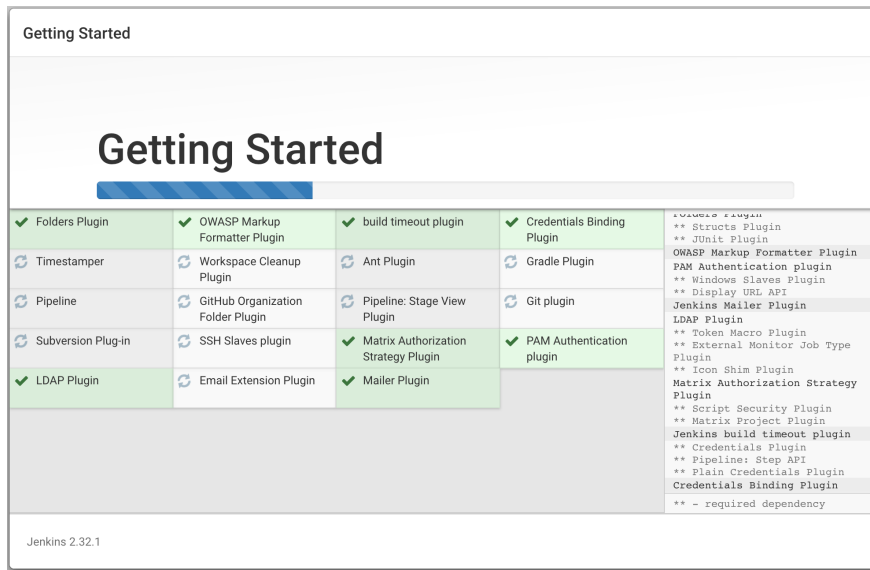 Getting Started
Getting Started
Folders Plugin
OWASP Markup
Formatter Plugin
build timeout plugin
Credentials Binding
Plugin
Timestamper
Workspace Cleanup
Plugin
Ant Plugin
Gradle Plugin
Pipeline
GitHub Organization
Folder Plugin
Pipeline: Stage View
Plugin
Git plugin
Subversion Plug-in
SSH Slaves plugin
Matrix Authorization
Strategy Plugin
PAM Authentication
plugin
LDAP Plugin
Email Extension Plugin
Mailer Plugin
Folders Plugin
** Structs Plugin
** JUnit Plugin
OWASP Markup Formatter Plugin
PAM Authentication plugin
** Windows Slaves Plugin
** Display URL API
Jenkins Mailer Plugin
LDAP Plugin
** Token Macro Plugin
** External Monitor Job Type
Plugin
** Icon Shim Plugin
Matrix Authorization Strategy
Plugin
** Script Security Plugin
** Matrix Project Plugin
Jenkins build timeout plugin
** Credentials Plugin
** Pipeline: Step API
** Plain Credentials Plugin
Credentials Binding Plugin
** - required dependency
Jenkins 2.32.1